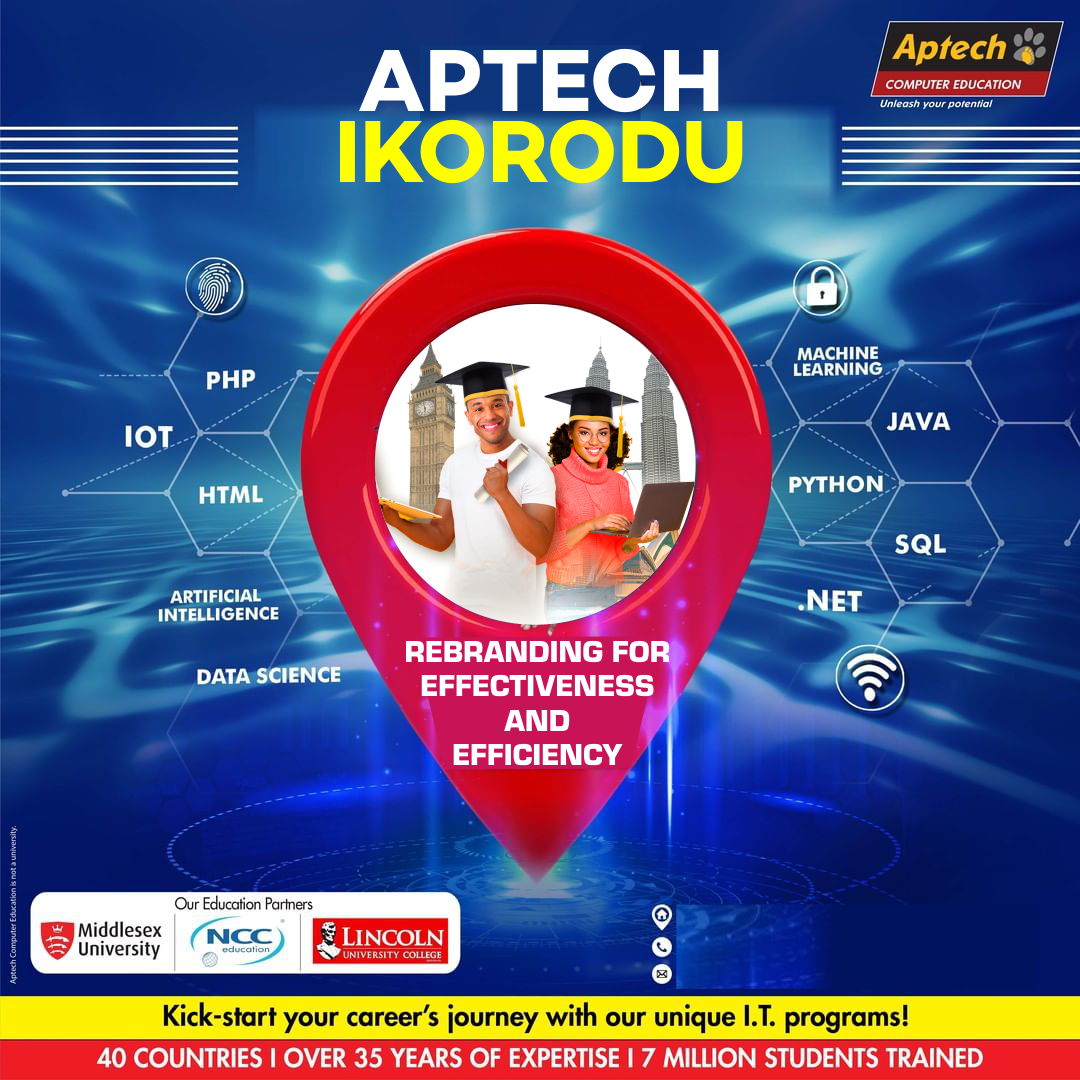 APTECH
IKORODU
Aptech
COMPUTER EDUCATION
Unleash your potential
PHP
IOT
HTML
ARTIFICIAL
INTELLIGENCE
DATA SCIENCE
MACHINE
LEARNING
JAVA
PYTHON
SQL
.NET
REBRANDING FOR
EFFECTIVENESS
AND
EFFICIENCY
Aptech Computer Education is not a university.
Our Education Partners
Middlesex
University
NCC
education
LINCOLN
UNIVERSITY COLLEGE
Kick-start your career's journey with our unique I.T. programs!
40 COUNTRIES I OVER 35 YEARS OF EXPERTISE I 7 MILLION STUDENTS TRAINED